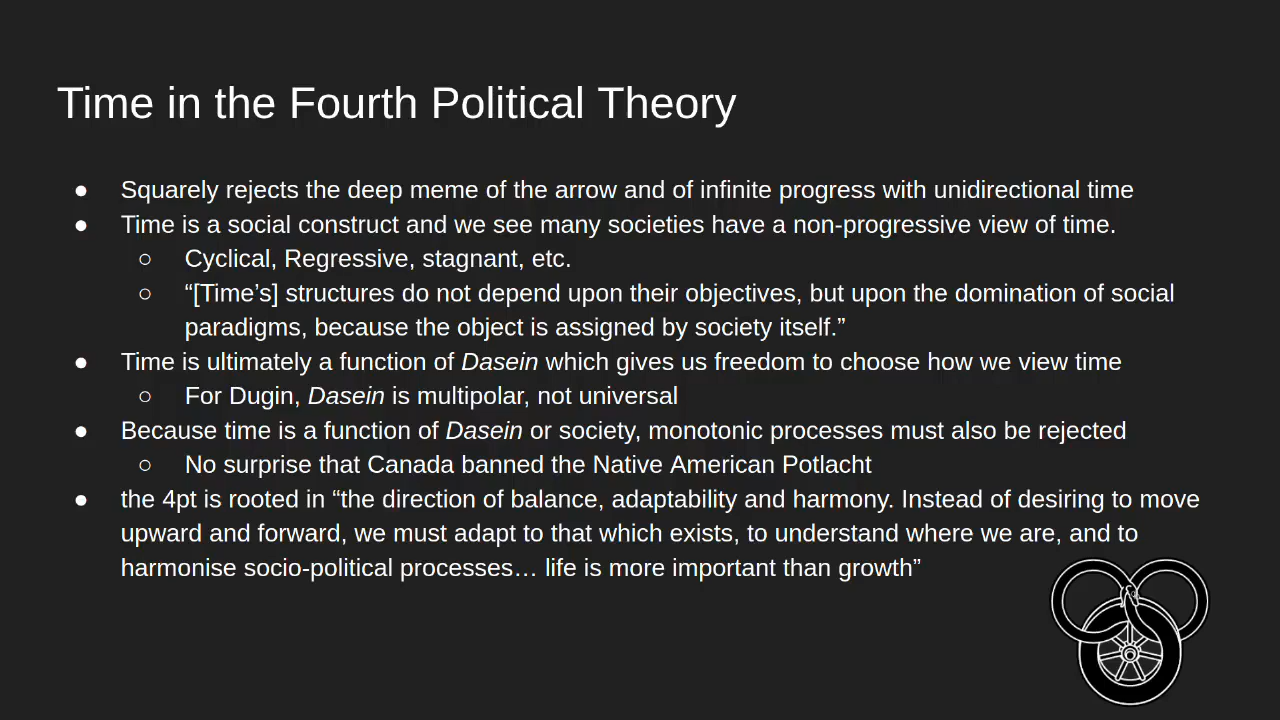 Time in the Fourth Political Theory
● Squarely rejects the deep meme of the arrow and of infinite progress with unidirectional time
● Time is a social construct and we see many societies have a non-progressive view of time.
○ Cyclical, Regressive, stagnant, etc.
○ “[Time’s] structures do not depend upon their objectives, but upon the domination of social
paradigms, because the object is assigned by society itself.”
● Time is ultimately a function of Dasein which gives us freedom to choose how we view time
○ For Dugin, Dasein is multipolar, not universal
● Because time is a function of Dasein or society, monotonic processes must also be rejected
○ No surprise that Canada banned the Native American Potlacht
● the 4pt is rooted in “the direction of balance, adaptability and harmony. Instead of desiring to move
upward and forward, we must adapt to that which exists, to understand where we are, and to
harmonise socio-political processes… life is more important than growth”